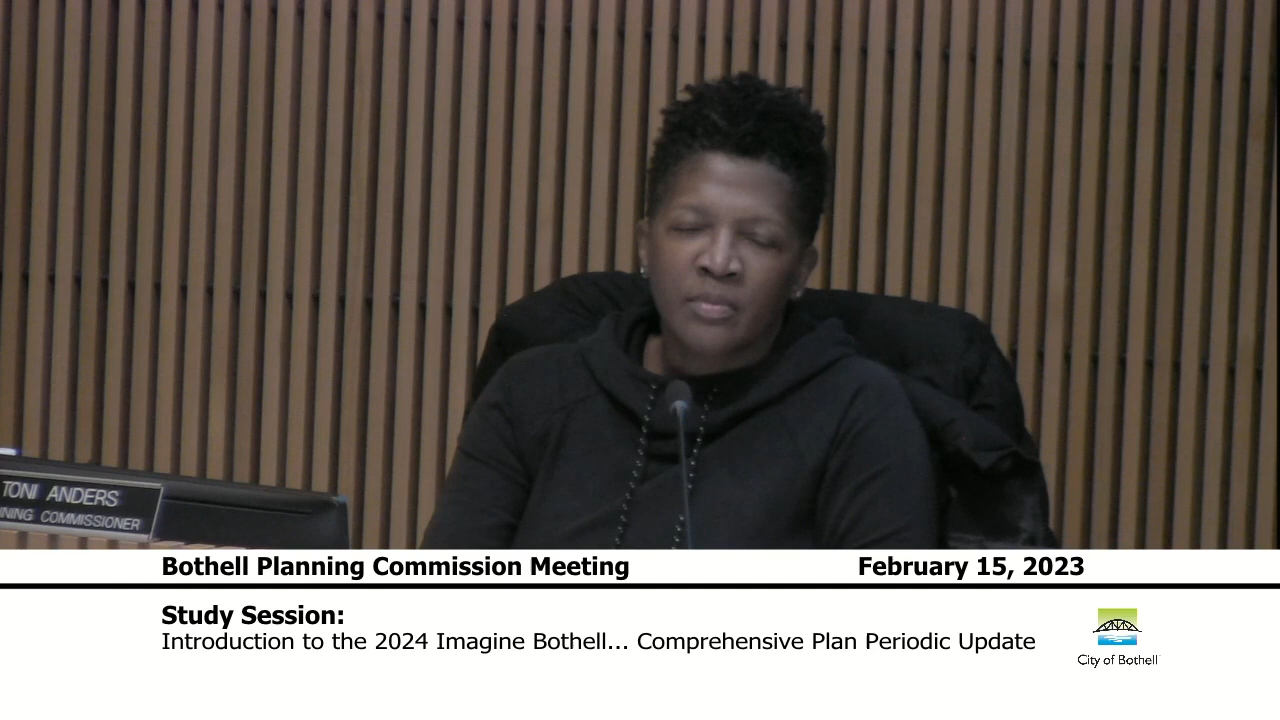 TONI ANDERS
NING COMMISSIONER
Bothell Planning Commission Meeting
February 15, 2023
Study Session:
Introduction to the 2024 Imagine Bothell... Comprehensive Plan Periodic Update
City of Bothell